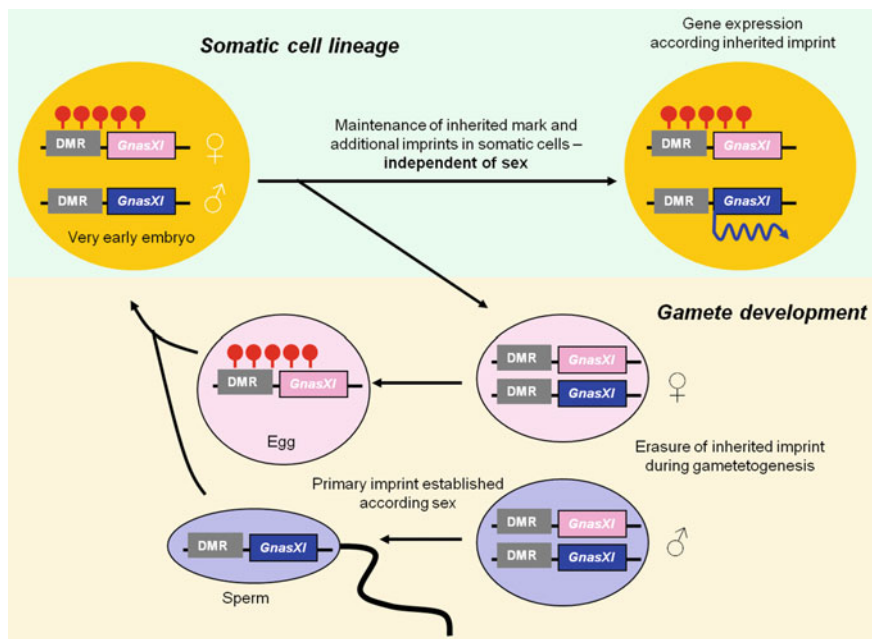 Somatic cell lineage
Gene expression
according inherited imprint
DMR GnasXl ♀
DMR GnasXl ♂
Very early embryo
Maintenance of inherited mark and
additional imprints in somatic cells –
independent of sex
DMR GnasXl
DMR GnasXl
Gamete development
DMR GnasXl
Egg
DMR GnasXl
DMR GnasXl
♀
Erasure of inherited imprint
during gametetogenesis
Primary imprint established
according sex
DMR GnasXl
Sperm
DMR GnasXl
DMR GnasXl
♂